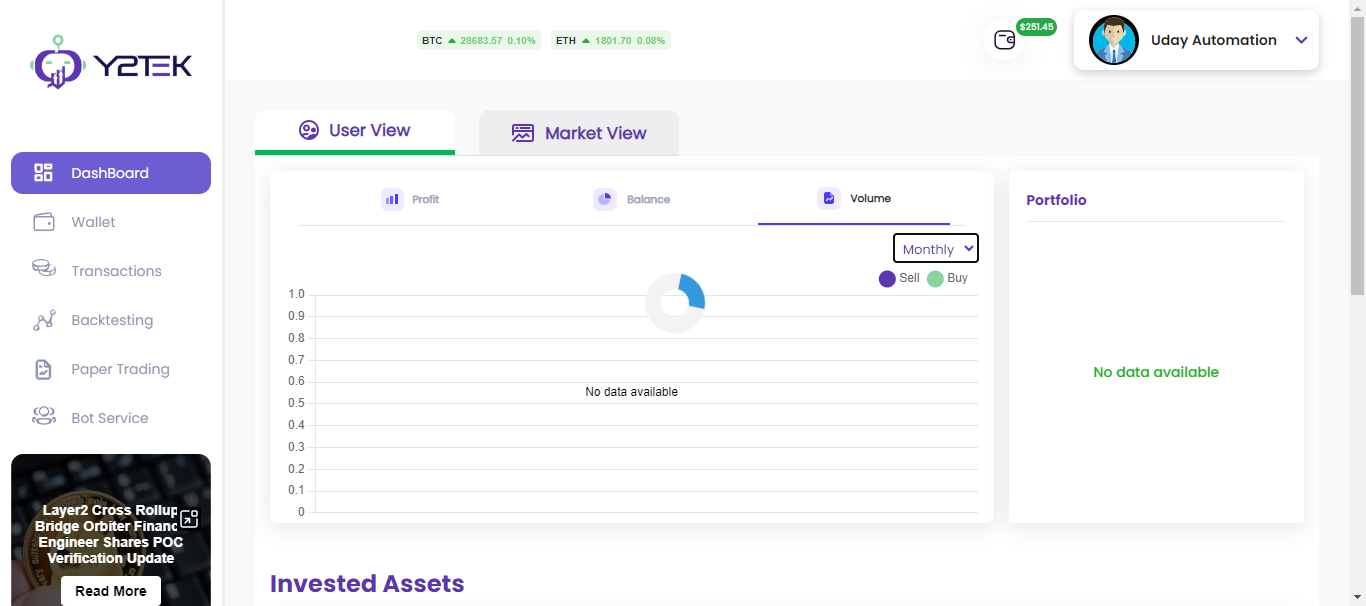 Y2TEK
BTC 28683.57 0.10%
ETH 1801.70 0.08%
$251.45
Uday Automation
DashBoard
Wallet
Transactions
Backtesting
Paper Trading
Bot Service
Layer2 Cross Rollup
Bridge Orbiter Finance
Engineer Shares POC
Verification Update
Read More
User View
Market View
Profit
Balance
Volume
Monthly
Sell
Buy
1.0
0.9
0.8
0.7
0.6
0.5
0.4
0.3
0.2
0.1
0
No data available
Portfolio
No data available
Invested Assets